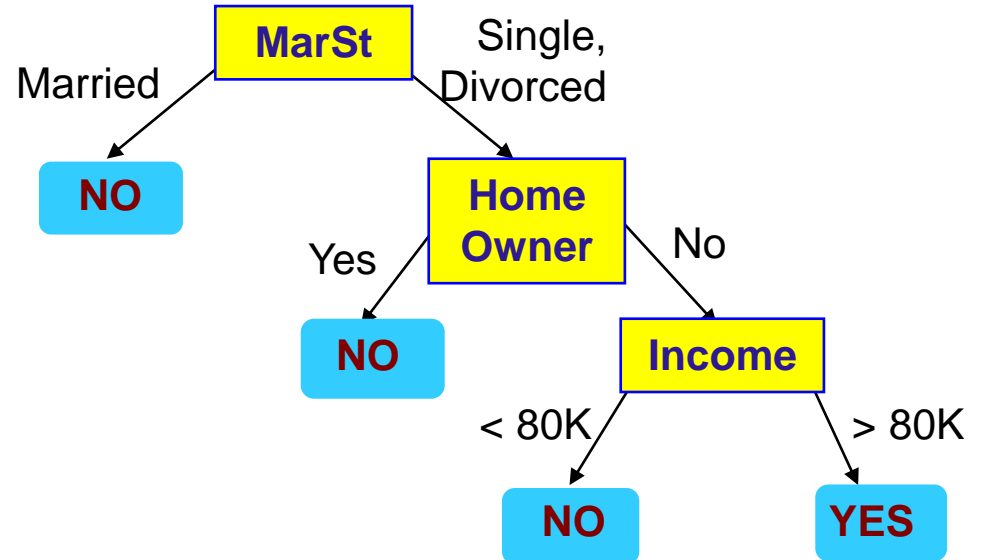 MarSt
Single,
Divorced
Married
NO
Home
Owner
Yes
No
NO
Income
< 80K
> 80K
NO
YES